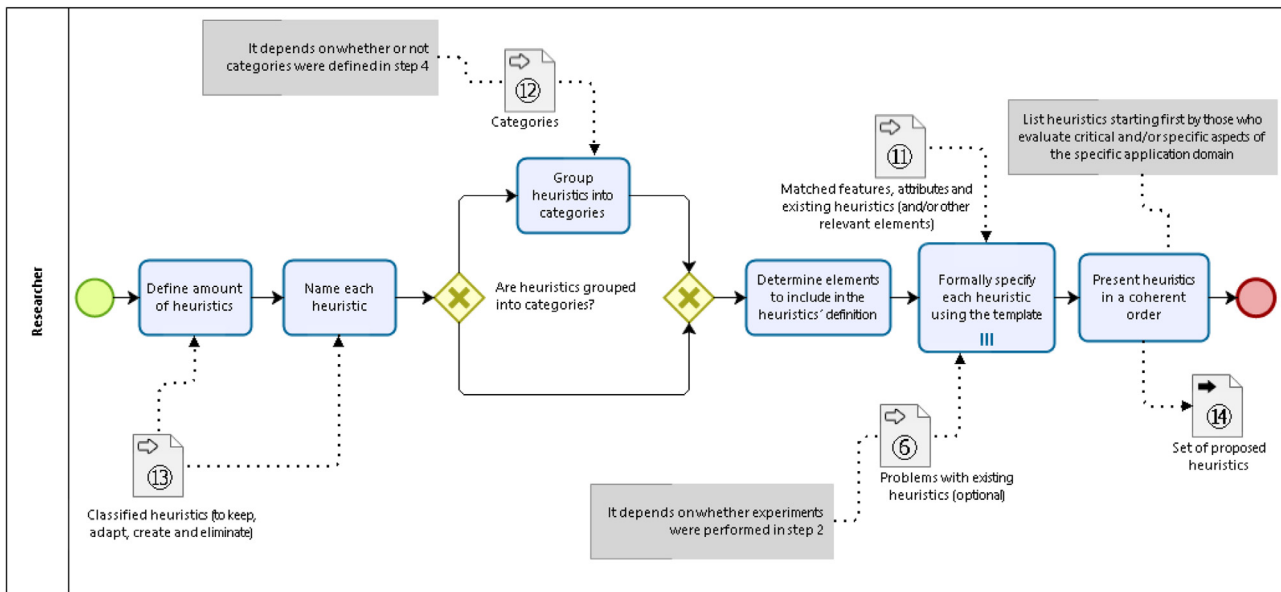 Researcher
It depends on whether or not
categories were defined in step 4
12
Categories
Group
heuristics into
categories
11
Matched features, attributes and
existing heuristics (and/or other
relevant elements)
List heuristics starting first by those who
evaluate critical and/or specific aspects
of the specific application domain
Define amount
of heuristics
Name each
heuristic
Are heuristics grouped
into categories?
Determine elements
to include in the
heuristics´ definition
Formally specify
each heuristic
using the template
Present heuristics
in a coherent
order
13
Classified heuristics (to keep,
adapt, create and eliminate)
6
Problems with existing
heuristics (optional)
It depends on whether experiments
were performed in step 2
14
Set of proposed
heuristics